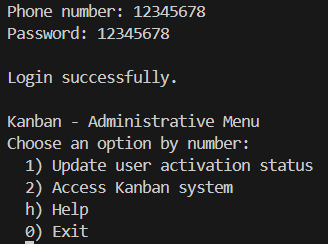 Phone number: 12345678
Password: 12345678
Login successfully.
Kanban - Administrative Menu
Choose an option by number:
1) Update user activation status
2) Access Kanban system
h) Help
0) Exit